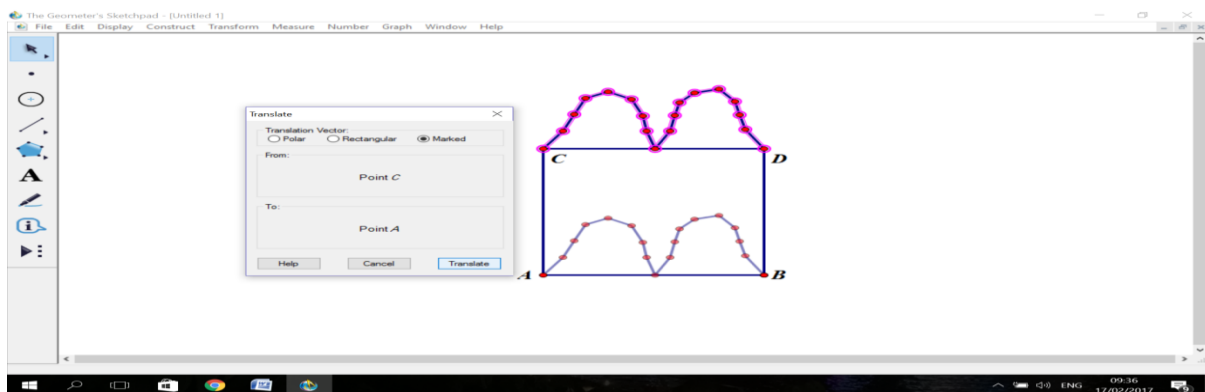 The Geometer's Sketchpad - [Untitled 1]
File Edit Display Construct Transform Measure Number Graph Window Help
Translate
Translation Vector:
Polar Rectangular Marked
From:
Point C
To:
Point A
Help Cancel Translate
C D
A B
A
ENG 09:36
17/02/2017